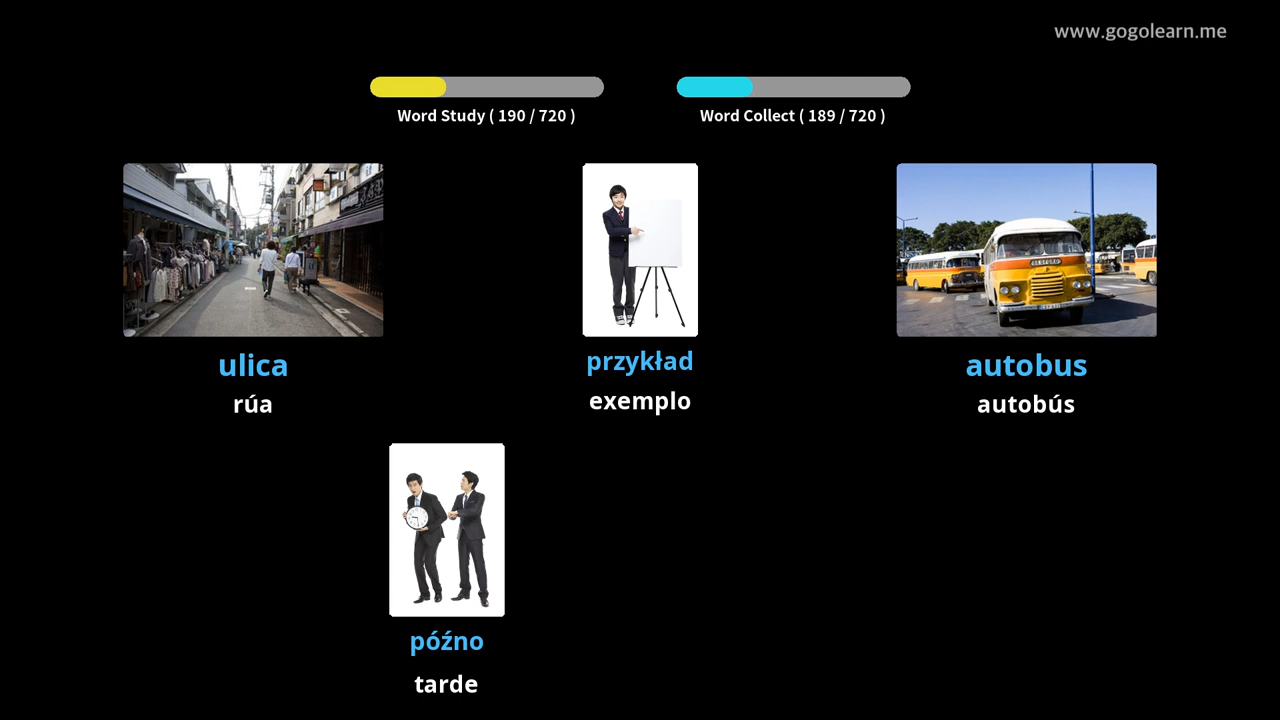 www.gogolearn.me
Word Study ( 190 / 720 )
Word Collect ( 189 / 720 )
ulica
rúa
przykład
exemplo
BEDFORD
autobus
autobús
późno
tarde